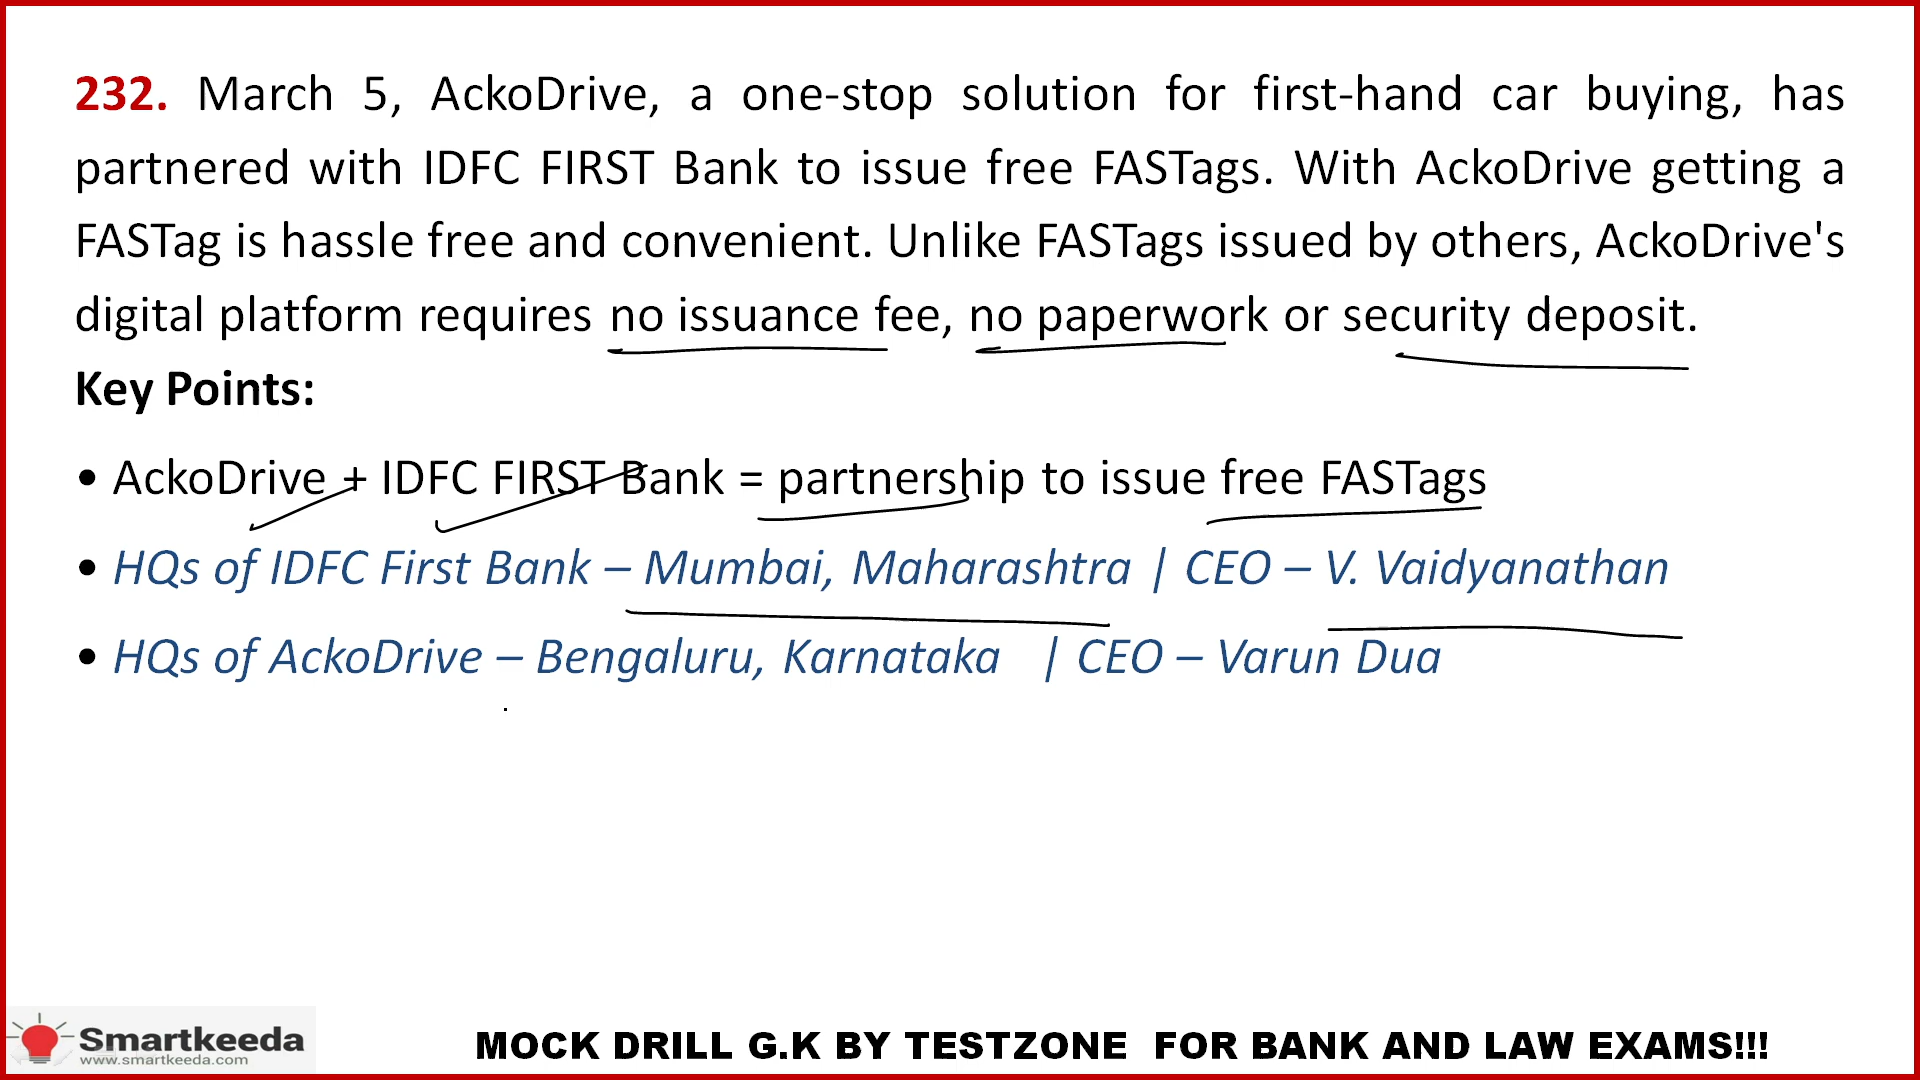 232. March 5, AckoDrive, a one-stop solution for first-hand car buying, has
partnered with IDFC FIRST Bank to issue free FASTags. With AckoDrive getting a
FASTag is hassle free and convenient. Unlike FASTags issued by others, AckoDrive's
digital platform requires no issuance fee, no paperwork or security deposit.
Key Points:
• AckoDrive + IDFC FIRST Bank = partnership to issue free FASTags
• HQs of IDFC First Bank – Mumbai, Maharashtra | CEO – V. Vaidyanathan
• HQs of AckoDrive – Bengaluru, Karnataka | CEO – Varun Dua
Smartkeeda
www.smartkeeda.com
MOCK DRILL G.K BY TESTZONE FOR BANK AND LAW EXAMS!!!